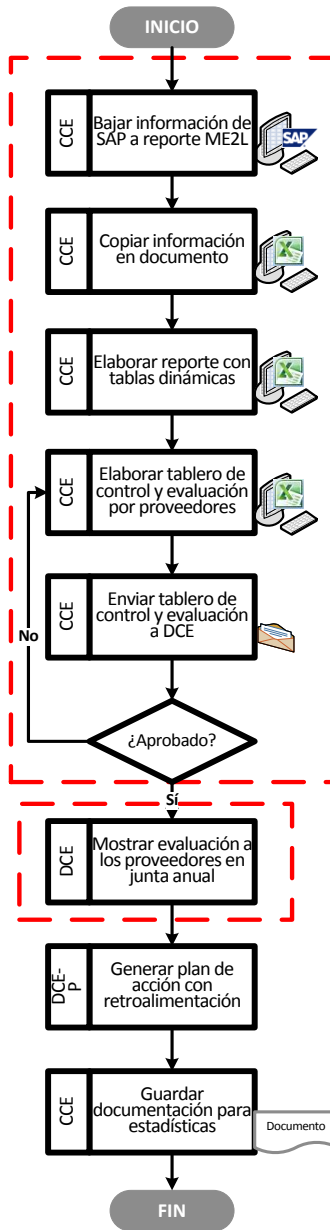 INICIO
CCE
Bajar información de
SAP a reporte ME2L
SAP
CCE
Copiar información
en documento
CCE
Elaborar reporte con
tablas dinámicas
CCE
Elaborar tablero de
control y evaluación
por proveedores
CCE
Enviar tablero de
control y evaluación
a DCE
No
¿Aprobado?
Sí
DCE
Mostrar evaluación a
los proveedores en
junta anual
DCE-
P
Generar plan de
acción con
retroalimentación
CCE
Guardar
documentación para
estadísticas
Documento
FIN